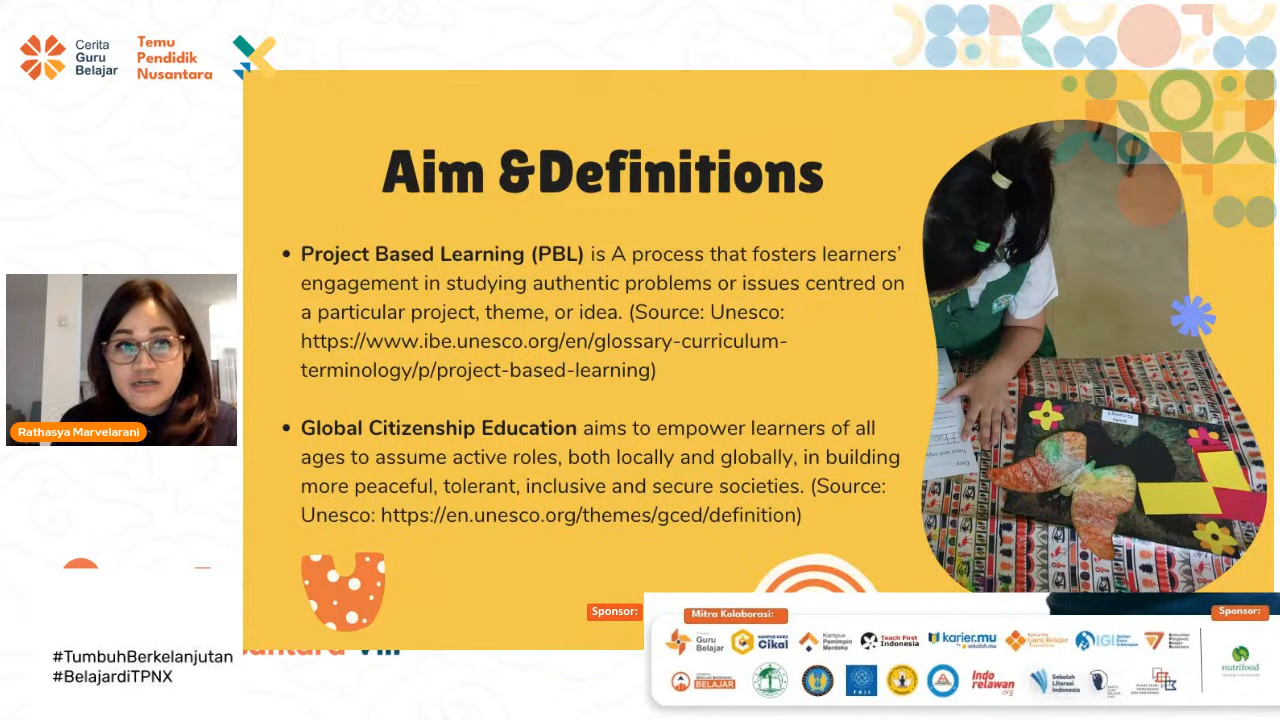 Cerita
Guru
Belajar
Temu
Pendidik
Nusantara
Aim &Definitions
• Project Based Learning (PBL) is A process that fosters learners’
engagement in studying authentic problems or issues centred on
a particular project, theme, or idea. (Source: Unesco:
https://www.ibe.unesco.org/en/glossary-curriculum-
terminology/p/project-based-learning)
• Global Citizenship Education aims to empower learners of all
ages to assume active roles, both locally and globally, in building
more peaceful, tolerant, inclusive and secure societies. (Source:
Unesco: https://en.unesco.org/themes/gced/definition)
Rathasya Marvelarani
#TumbuhBerkelanjutan
#BelajardiTPNX
Sponsor:
Mitra Kolaborasi:
Sponsor:
Guru
Belajar
KAMPUS GURU
Cikal
Kampus
Pemimpin
Merdeka
Teach First
Indonesia
karier.mu
Guru Belajar
IGI
nutrifood
BELAJAR
Indo
relawan
.org
Sekolah
Literasi
Indonesia